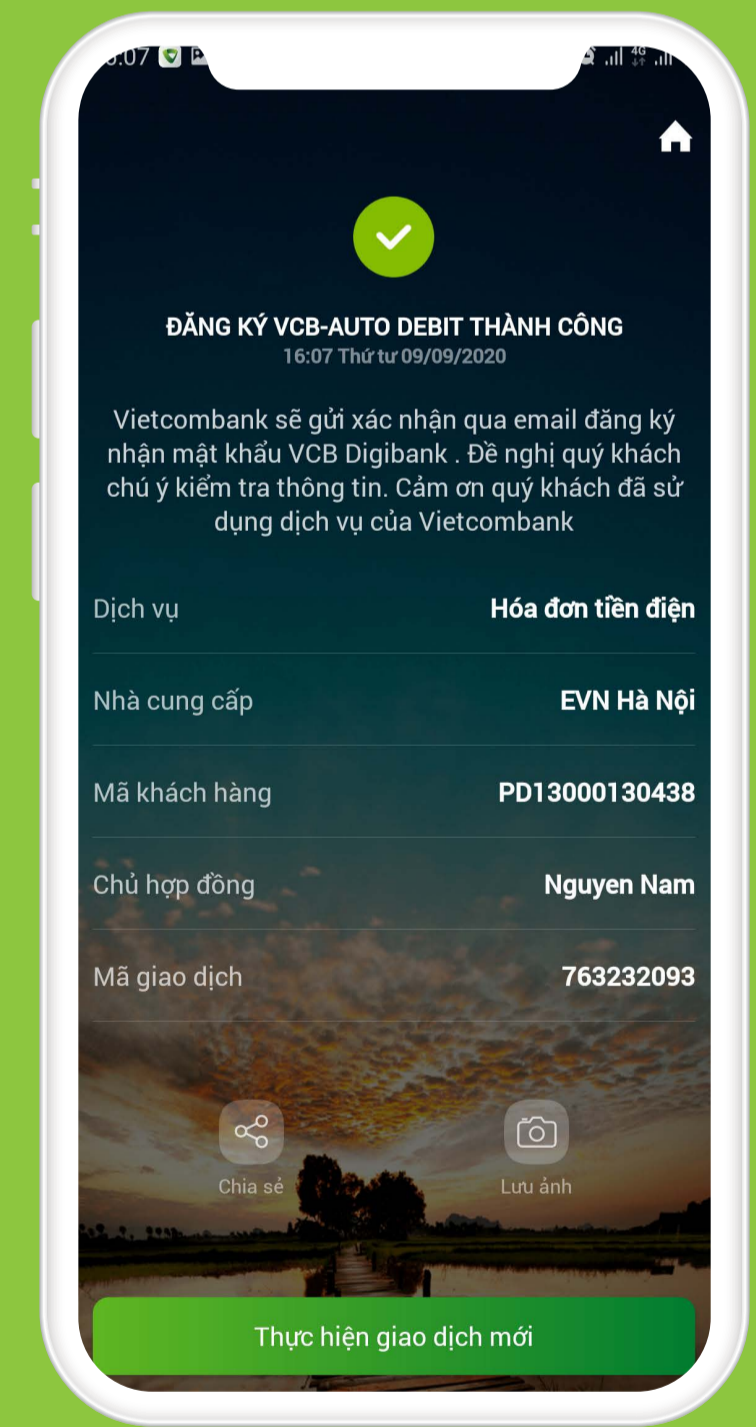 :07
4G
ĐĂNG KÝ VCB-AUTO DEBIT THÀNH CÔNG
16:07 Thứ tư 09/09/2020
Vietcombank sẽ gửi xác nhận qua email đăng ký
nhận mật khẩu VCB Digibank . Đề nghị quý khách
chú ý kiểm tra thông tin. Cảm ơn quý khách đã sử
dụng dịch vụ của Vietcombank
Dịch vụ Hóa đơn tiền điện
Nhà cung cấp EVN Hà Nội
Mã khách hàng PD13000130438
Chủ hợp đồng Nguyen Nam
Mã giao dịch 763232093
Chia sẻ Lưu ảnh
Thực hiện giao dịch mới